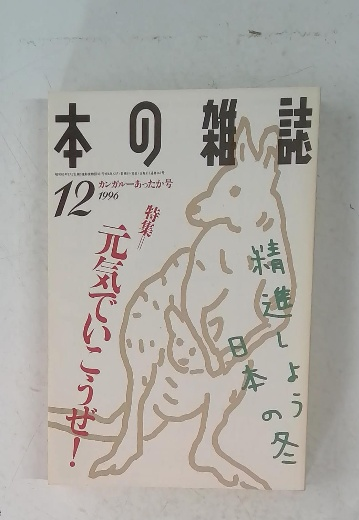 本の雑誌
12
1996
カンガルーあったか号
特集=
元気でいこうぜ!
精進しよう
日本の冬